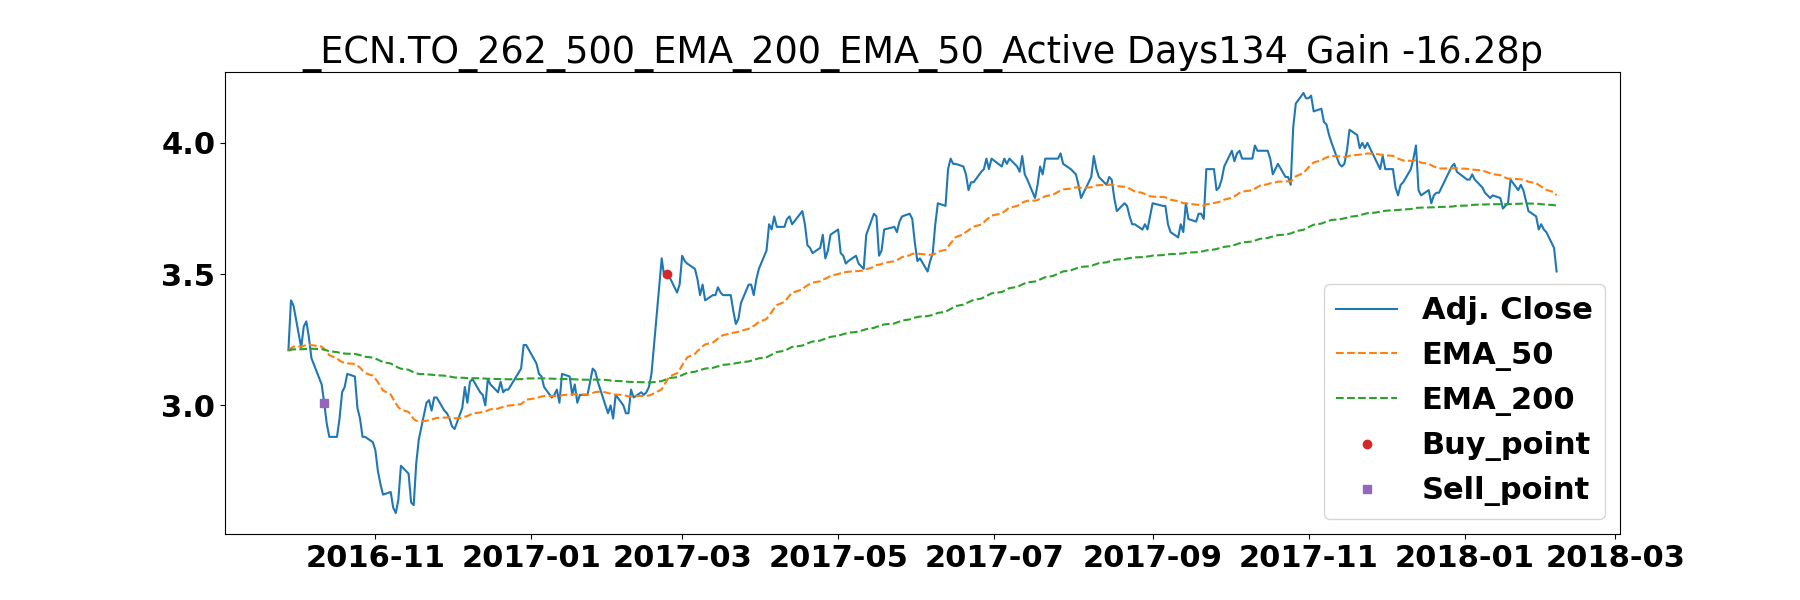 _ECN.TO_262_500_EMA_200_EMA_50_Active Days134_Gain -16.28p
4.0
3.5
3.0
Adj. Close
EMA_50
EMA_200
Buy_point
Sell_point
2016-11 2017-01 2017-03 2017-05 2017-07 2017-09 2017-11 2018-01 2018-03